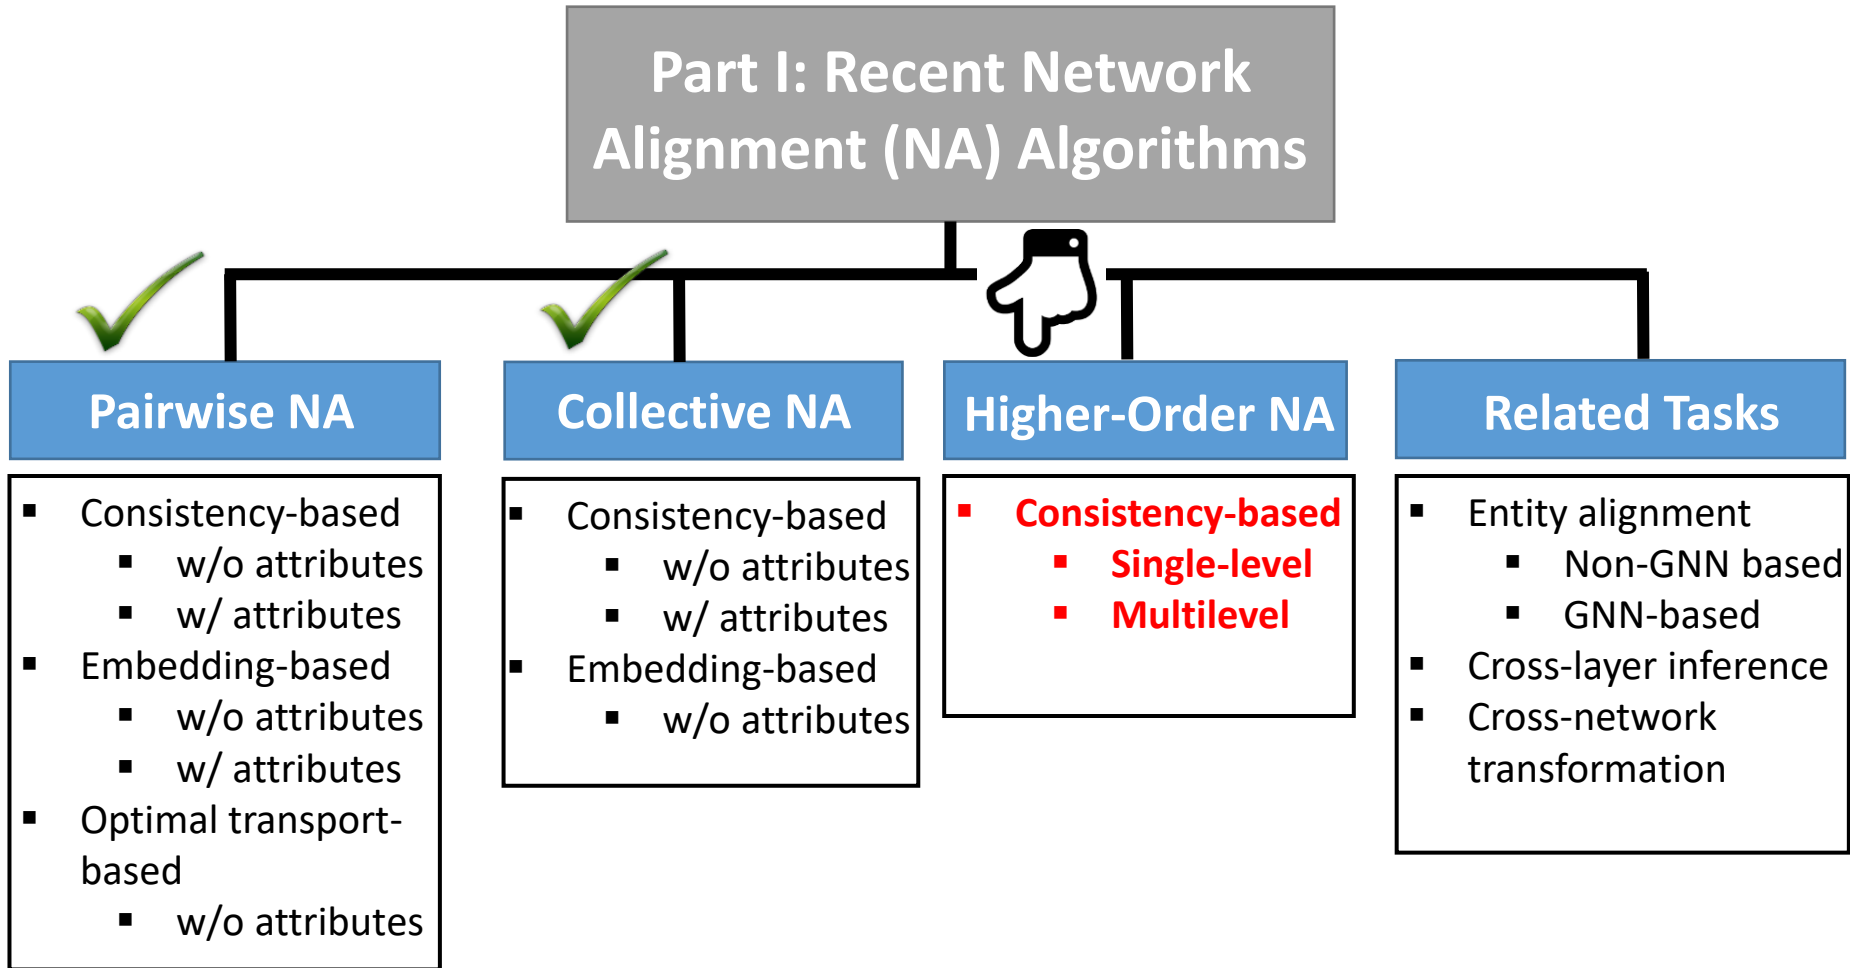 Part I: Recent Network
Alignment (NA) Algorithms
Pairwise NA
Consistency-based
w/o attributes
w/ attributes
Embedding-based
w/o attributes
w/ attributes
Optimal transport-
based
w/o attributes
Collective NA
Consistency-based
w/o attributes
w/ attributes
Embedding-based
w/o attributes
Higher-Order NA
Consistency-based
Single-level
Multilevel
Related Tasks
Entity alignment
Non-GNN based
GNN-based
Cross-layer inference
Cross-network
transformation